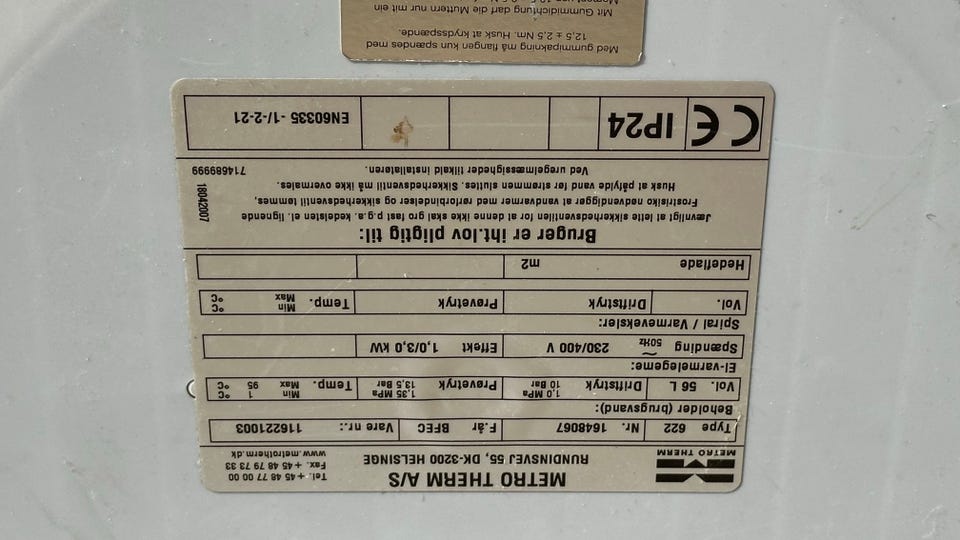 METRO THERM
METRO THERM A/S
RUNDINSVEJ 55, DK-3200 HELSINGE
Tel. +45 48 77 00 00
Fax. +45 48 79 73 33
www.metrotherm.dk
Type 622 Nr. 1648067 F.år BFEC Vare nr.: 116221003
Beholder (brugsvand):
Vol. 56 L Driftstryk 1,0 MPa 10 Bar Prøvetryk 1,35 MPa 13,5 Bar Temp. Min 1 °C Max 95 °C
El-varmelegeme:
Spænding 50Hz ~ 230/400 V Effekt 1,0/3,0 kW
Spiral / Varmeveksler:
Vol. Driftstryk Prøvetryk Temp. Min °C Max °C
Hedeflade m2
Bruger er iht.lov pligtig til:
Jævnligt at lette sikkerhedsventilen for at denne ikke skal gro fast p.g.a. kedelsten el. lignende.
Frostrisiko nødvendiggør at vandvarmer med rørforbindelser og sikkerhedsventil tømmes,
Husk at påfylde vand før strømmen sluttes. Sikkerhedsventil må ikke overmales.
Ved uregelmæssigheder tilkald installatøren.
18042007
714689999
CE IP24 EN60335 -1/-2-21
Med gummipakning må flangen kun spændes med
12,5 ± 2,5 Nm. Husk at krydsspænde.
Mit Gummidichtung darf die Muttern nur mit ein